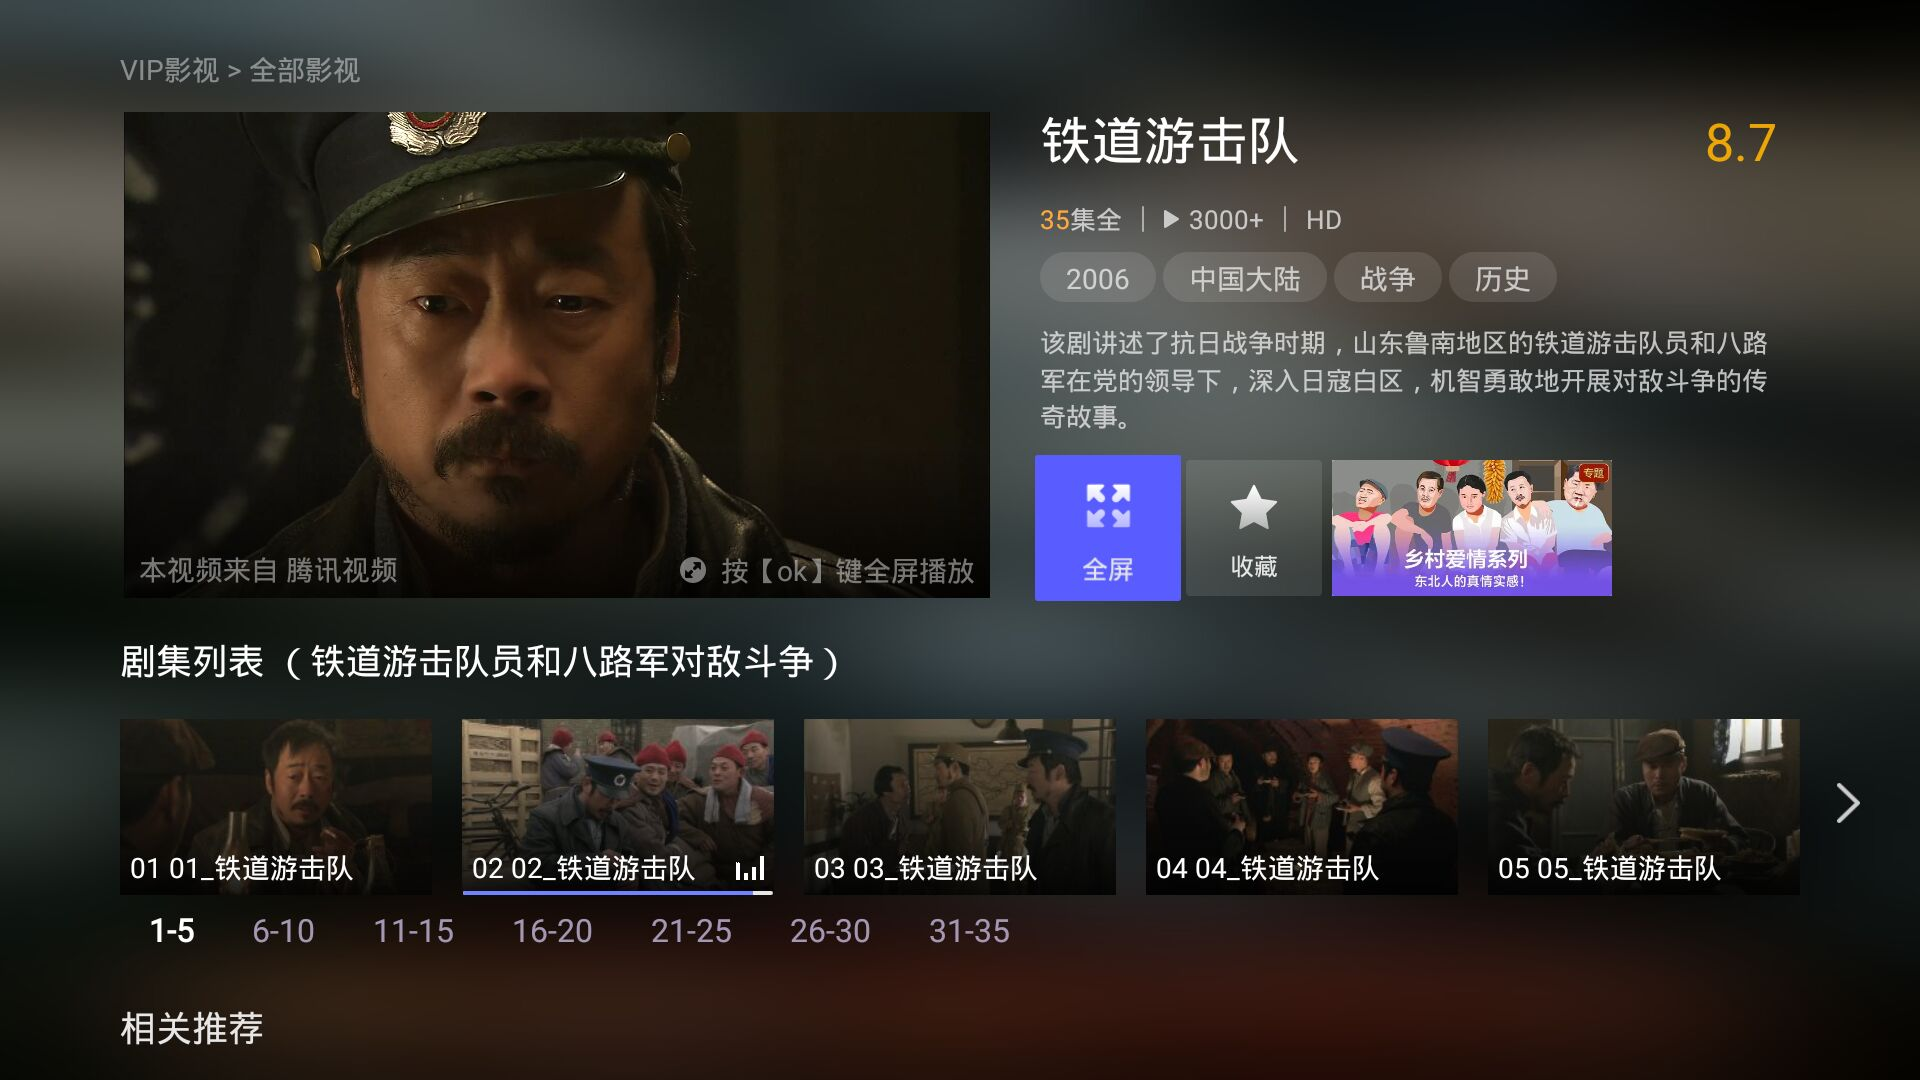 VIP影视 > 全部影视
铁道游击队
8.7
35集全 | 3000+ | HD
2006 中国大陆 战争 历史
该剧讲述了抗日战争时期，山东鲁南地区的铁道游击队员和八路
军在党的领导下，深入日寇白区，机智勇敢地开展对敌斗争的传
奇故事。
本视频来自 腾讯视频
按【ok】键全屏播放
全屏
收藏
专题
乡村爱情系列
东北人的真情实感！
剧集列表（铁道游击队员和八路军对敌斗争）
01 01_铁道游击队
02 02_铁道游击队
03 03_铁道游击队
04 04_铁道游击队
05 05_铁道游击队
1-5 6-10 11-15 16-20 21-25 26-30 31-35
相关推荐